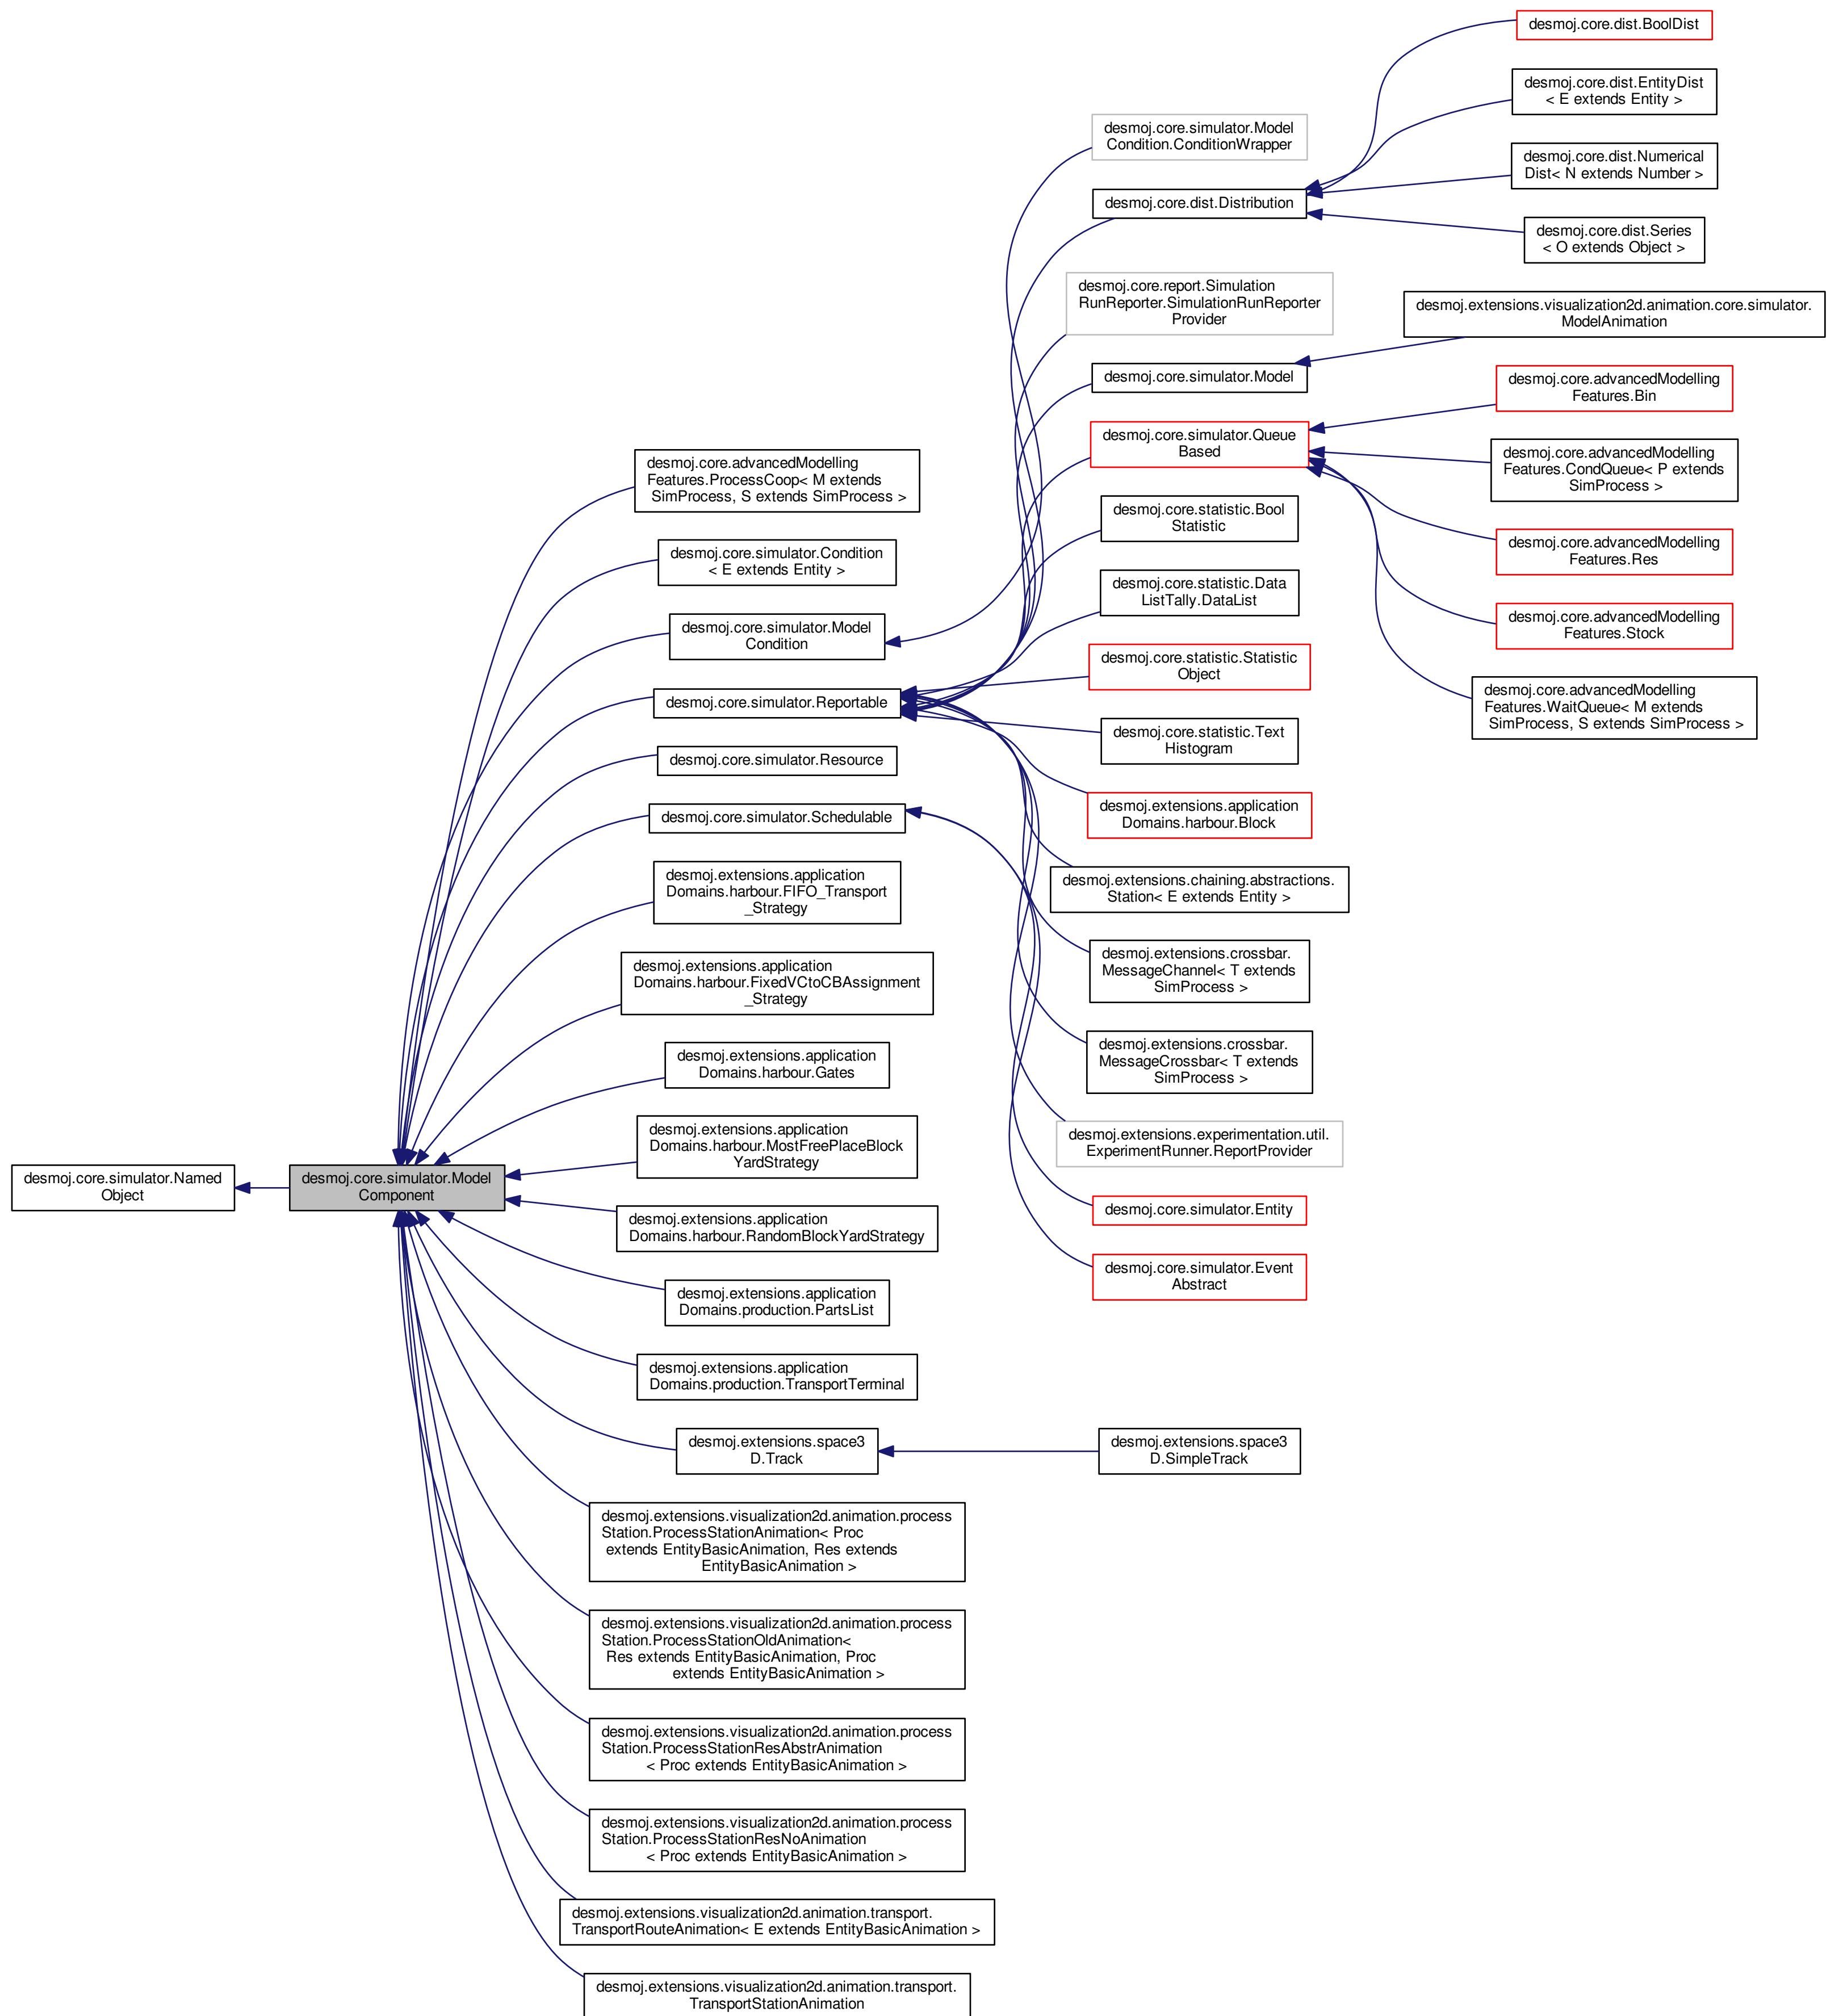 desmoj.core.simulator.Named
Object
desmoj.core.simulator.Model
Component
desmoj.core.advancedModelling
Features.ProcessCoop< M extends
SimProcess, S extends SimProcess >
desmoj.core.simulator.Condition
< E extends Entity >
desmoj.core.simulator.Model
Condition
desmoj.core.simulator.Reportable
desmoj.core.simulator.Resource
desmoj.core.simulator.Schedulable
desmoj.extensions.application
Domains.harbour.FIFO_Transport
_Strategy
desmoj.extensions.application
Domains.harbour.FixedVCtoCBAssignment
_Strategy
desmoj.extensions.application
Domains.harbour.Gates
desmoj.extensions.application
Domains.harbour.MostFreePlaceBlock
YardStrategy
desmoj.extensions.application
Domains.harbour.RandomBlockYardStrategy
desmoj.extensions.application
Domains.production.PartsList
desmoj.extensions.application
Domains.production.TransportTerminal
desmoj.extensions.space3
D.Track
desmoj.extensions.visualization2d.animation.process
Station.ProcessStationAnimation< Proc
extends EntityBasicAnimation, Res extends
EntityBasicAnimation >
desmoj.extensions.visualization2d.animation.process
Station.ProcessStationOldAnimation<
Res extends EntityBasicAnimation, Proc
extends EntityBasicAnimation >
desmoj.extensions.visualization2d.animation.process
Station.ProcessStationResAbstrAnimation
< Proc extends EntityBasicAnimation >
desmoj.extensions.visualization2d.animation.process
Station.ProcessStationResNoAnimation
< Proc extends EntityBasicAnimation >
desmoj.extensions.visualization2d.animation.transport.
TransportRouteAnimation< E extends EntityBasicAnimation >
desmoj.extensions.visualization2d.animation.transport.
TransportStationAnimation
desmoj.core.simulator.Model
Condition.ConditionWrapper
desmoj.core.dist.Distribution
desmoj.core.report.Simulation
RunReporter.SimulationRunReporter
Provider
desmoj.core.simulator.Model
desmoj.core.simulator.Queue
Based
desmoj.core.statistic.Bool
Statistic
desmoj.core.statistic.Data
ListTally.DataList
desmoj.core.statistic.Statistic
Object
desmoj.core.statistic.Text
Histogram
desmoj.extensions.application
Domains.harbour.Block
desmoj.extensions.chaining.abstractions.
Station< E extends Entity >
desmoj.extensions.crossbar.
MessageChannel< T extends
SimProcess >
desmoj.extensions.crossbar.
MessageCrossbar< T extends
SimProcess >
desmoj.extensions.experimentation.util.
ExperimentRunner.ReportProvider
desmoj.core.simulator.Entity
desmoj.core.simulator.Event
Abstract
desmoj.extensions.space3
D.SimpleTrack
desmoj.core.dist.BoolDist
desmoj.core.dist.EntityDist
< E extends Entity >
desmoj.core.dist.Numerical
Dist< N extends Number >
desmoj.core.dist.Series
< O extends Object >
desmoj.extensions.visualization2d.animation.core.simulator.
ModelAnimation
desmoj.core.advancedModelling
Features.Bin
desmoj.core.advancedModelling
Features.CondQueue< P extends
SimProcess >
desmoj.core.advancedModelling
Features.Res
desmoj.core.advancedModelling
Features.Stock
desmoj.core.advancedModelling
Features.WaitQueue< M extends
SimProcess, S extends SimProcess >